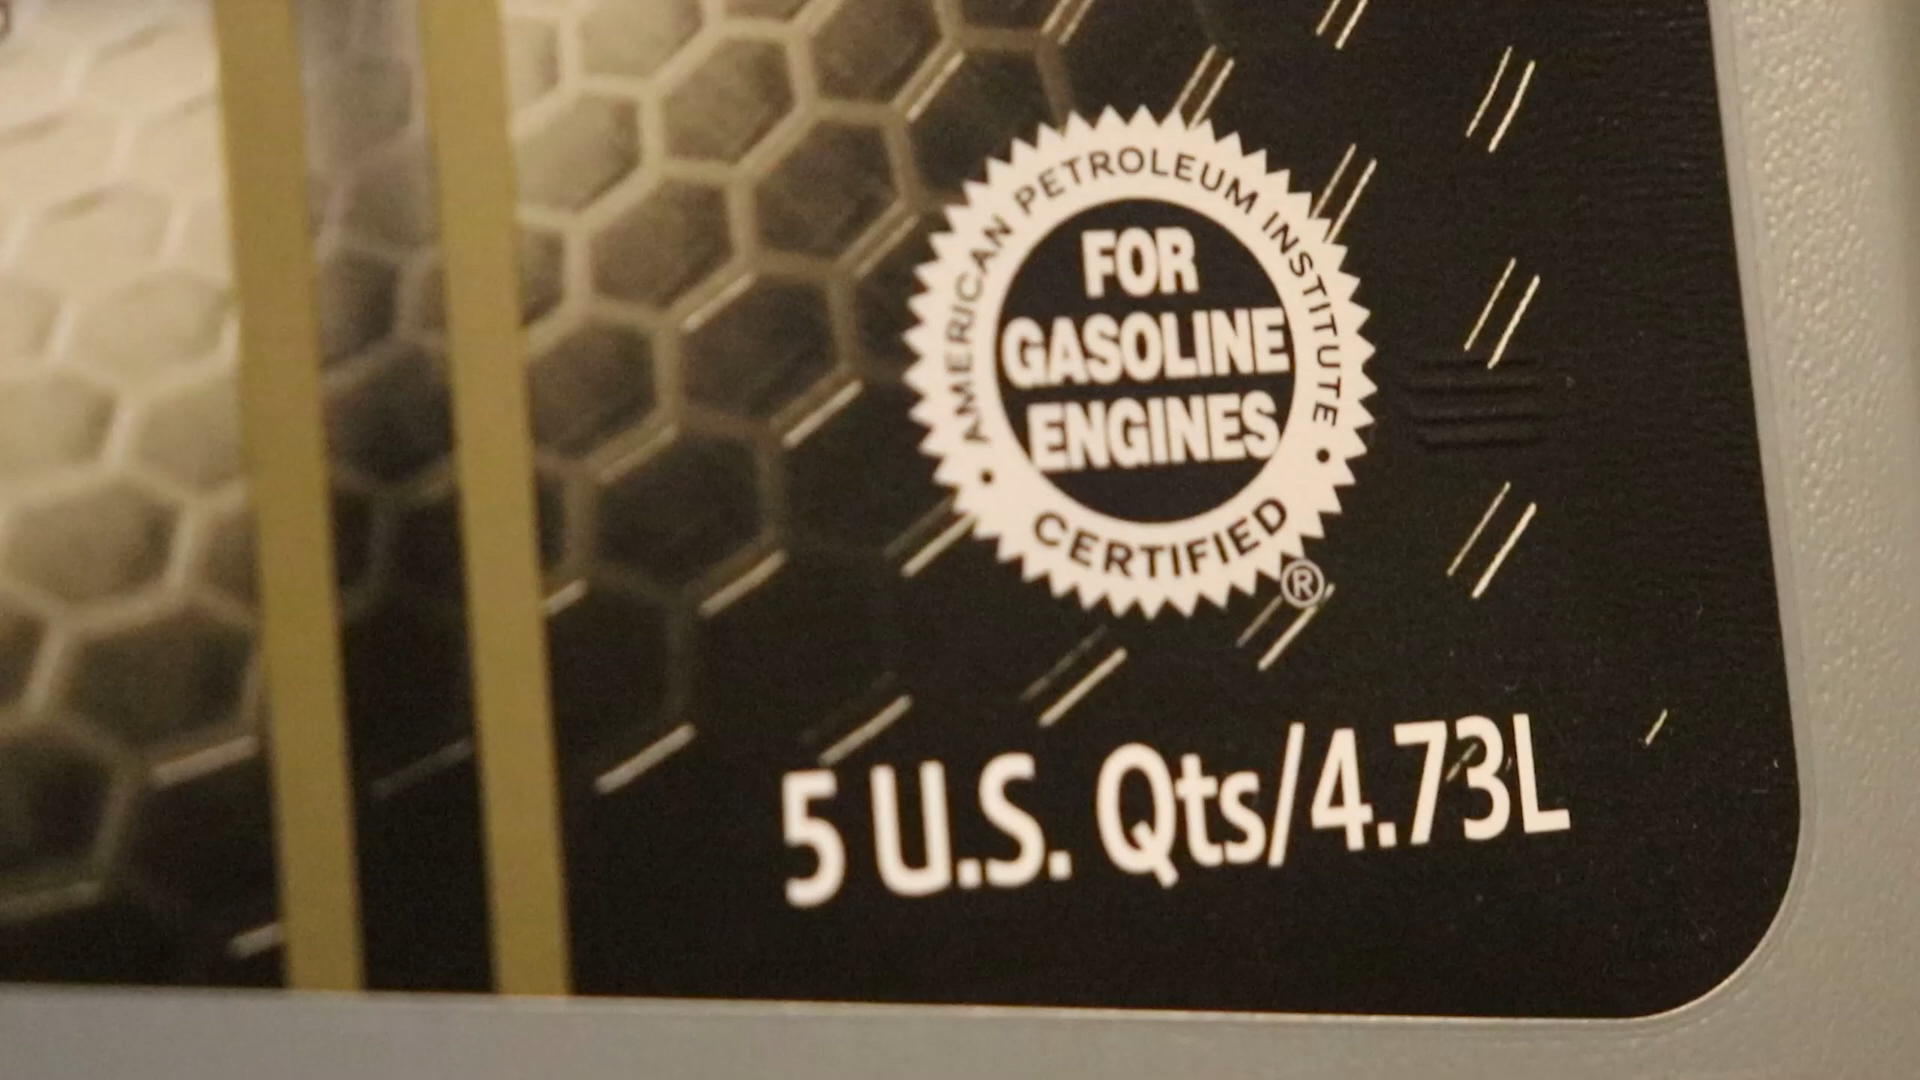 AMERICAN PETROLEUM INSTITUTE
FOR
GASOLINE
ENGINES
• CERTIFIED •
®
5 U.S. Qts/4.73L